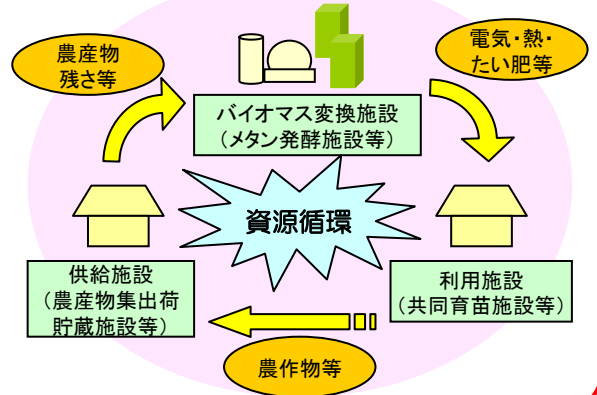 農産物
残さ等
電気・熱・
たい肥等
バイオマス変換施設
（メタン発酵施設等）
資源循環
供給施設
（農産物集出荷
貯蔵施設等）
利用施設
（共同育苗施設等）
農作物等